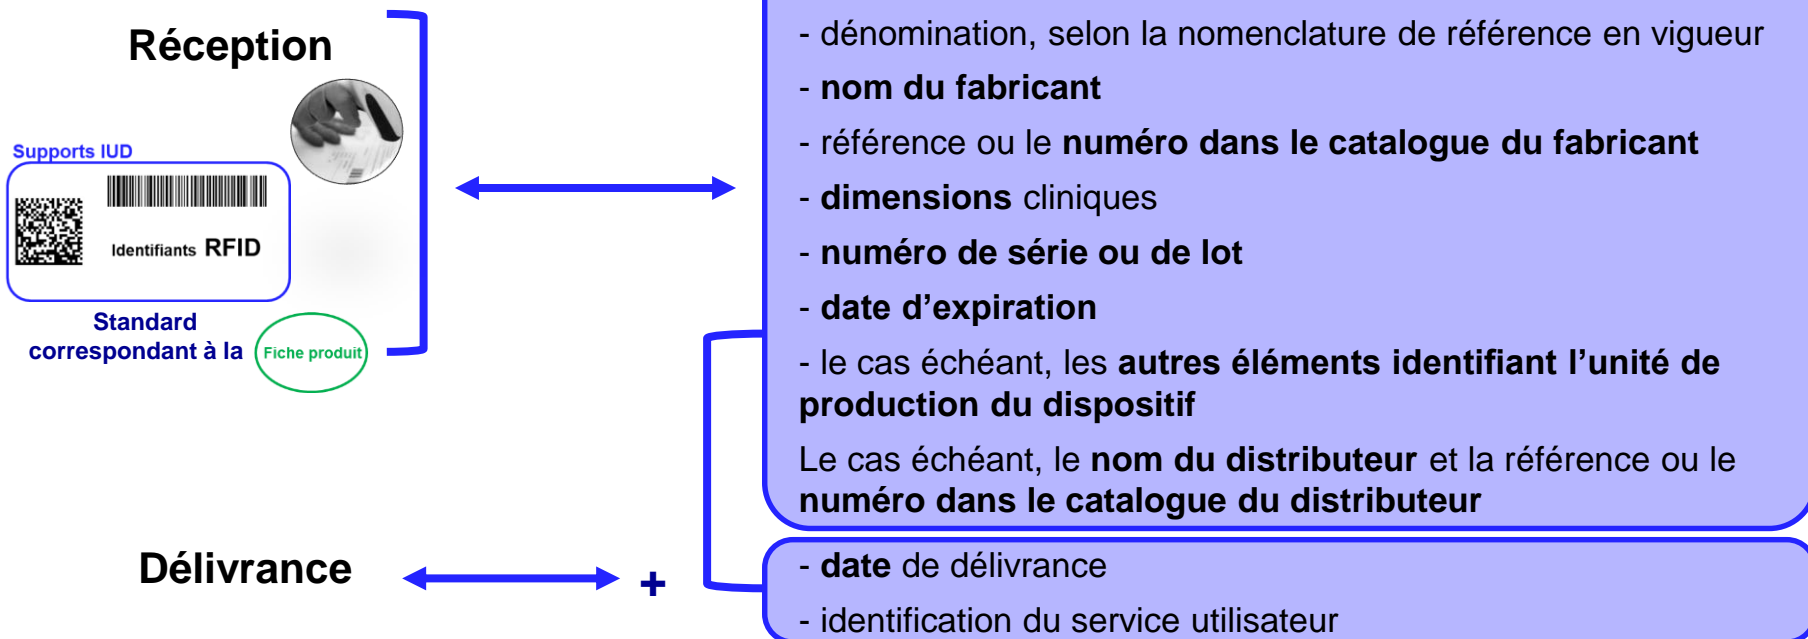 Réception
Supports IUD
Identifiants RFID
Standard
correspondant à la
Fiche produit
- dénomination, selon la nomenclature de référence en vigueur
- nom du fabricant
- référence ou le numéro dans le catalogue du fabricant
- dimensions cliniques
- numéro de série ou de lot
- date d’expiration
- le cas échéant, les autres éléments identifiant l’unité de
production du dispositif
Le cas échéant, le nom du distributeur et la référence ou le
numéro dans le catalogue du distributeur
Délivrance
+
- date de délivrance
- identification du service utilisateur